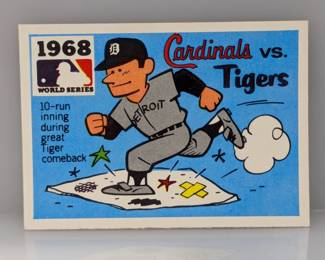 1968
WORLD SERIES
10-run
inning
during
great
Tiger
comeback
Cardinals vs.
Tigers
D
DETROIT